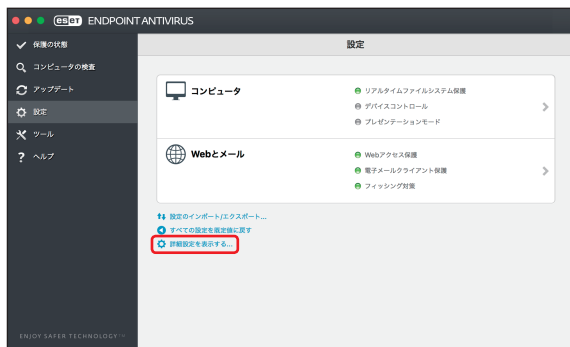 eset ENDPOINT ANTIVIRUS
保護の状態
コンピュータの検査
アップデート
設定
ツール
? ヘルプ
ENJOY SAFER TECHNOLOGY™
設定
コンピュータ
リアルタイムファイルシステム保護
デバイスコントロール
プレゼンテーションモード
Webとメール
Webアクセス保護
電子メールクライアント保護
フィッシング対策
設定のインポート/エクスポート...
すべての設定を既定値に戻す
詳細設定を表示する...